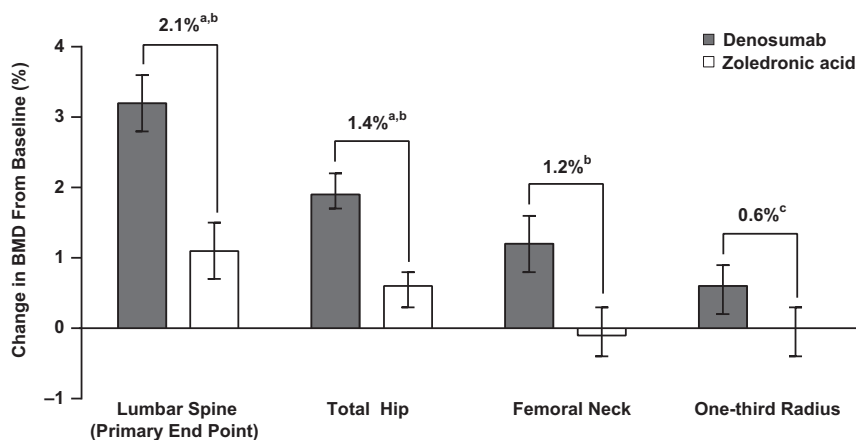 2.1%a,b
Denosumab
Zoledronic acid
1.4%a,b
1.2%b
0.6%c
Change in BMD From Baseline (%)
4
3
2
1
0
–1
Lumbar Spine
(Primary End Point)
Total Hip
Femoral Neck
One-third Radius